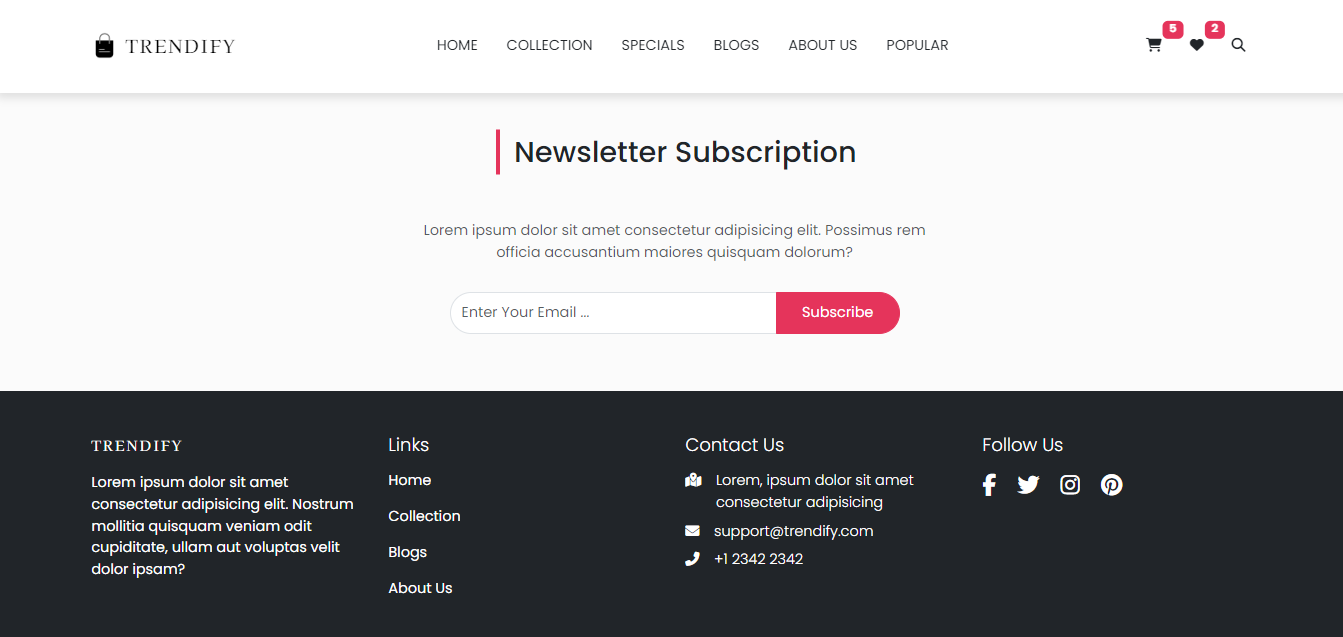 TRENDIFY
HOME COLLECTION SPECIALS BLOGS ABOUT US POPULAR
5 2
Newsletter Subscription
Lorem ipsum dolor sit amet consectetur adipisicing elit. Possimus rem
officia accusantium maiores quisquam dolorum?
Enter Your Email ...
Subscribe
TRENDIFY
Lorem ipsum dolor sit amet
consectetur adipisicing elit. Nostrum
mollitia quisquam veniam odit
cupiditate, ullam aut voluptas velit
dolor ipsam?
Links
Home
Collection
Blogs
About Us
Contact Us
Lorem, ipsum dolor sit amet
consectetur adipisicing
support@trendify.com
+1 2342 2342
Follow Us